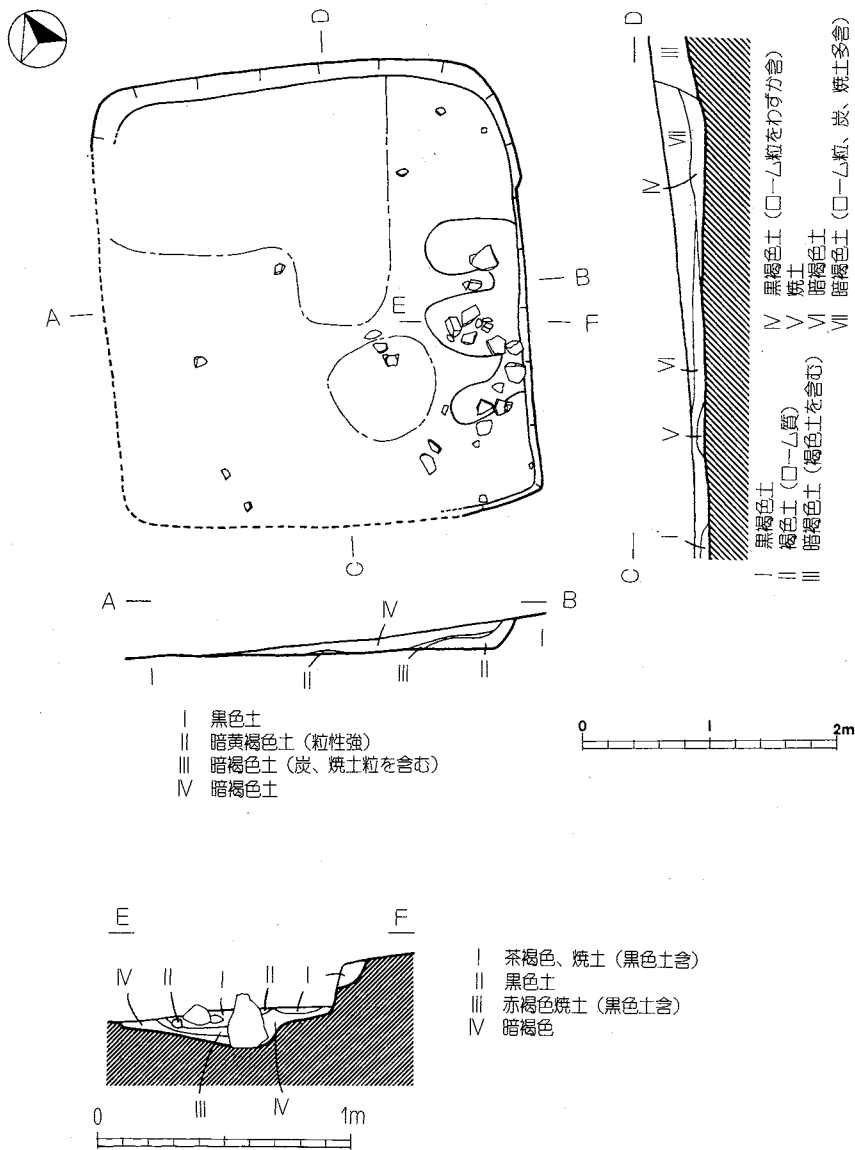 D
A
B
E
F
C
D
III
VII
IV
VI
V
I
C
I 黒褐色土
II 褐色土(ローム質)
III 暗褐色土(褐色土を含む)
IV 黒褐色土(ローム粒をわずか含)
V 焼土
VI 暗褐色土
VII 暗褐色土(ローム粒、炭、焼土多含)
A
B
IV
I
II
III
II
I
I 黒色土
II 暗黄褐色土(粒性強)
III 暗褐色土(炭、焼土粒を含む)
IV 暗褐色土
0 1 2m
E
F
IV II I II I
III IV
I 茶褐色、焼土(黒色土含)
II 黒色土
III 赤褐色焼土(黒色土含)
IV 暗褐色
0 1m